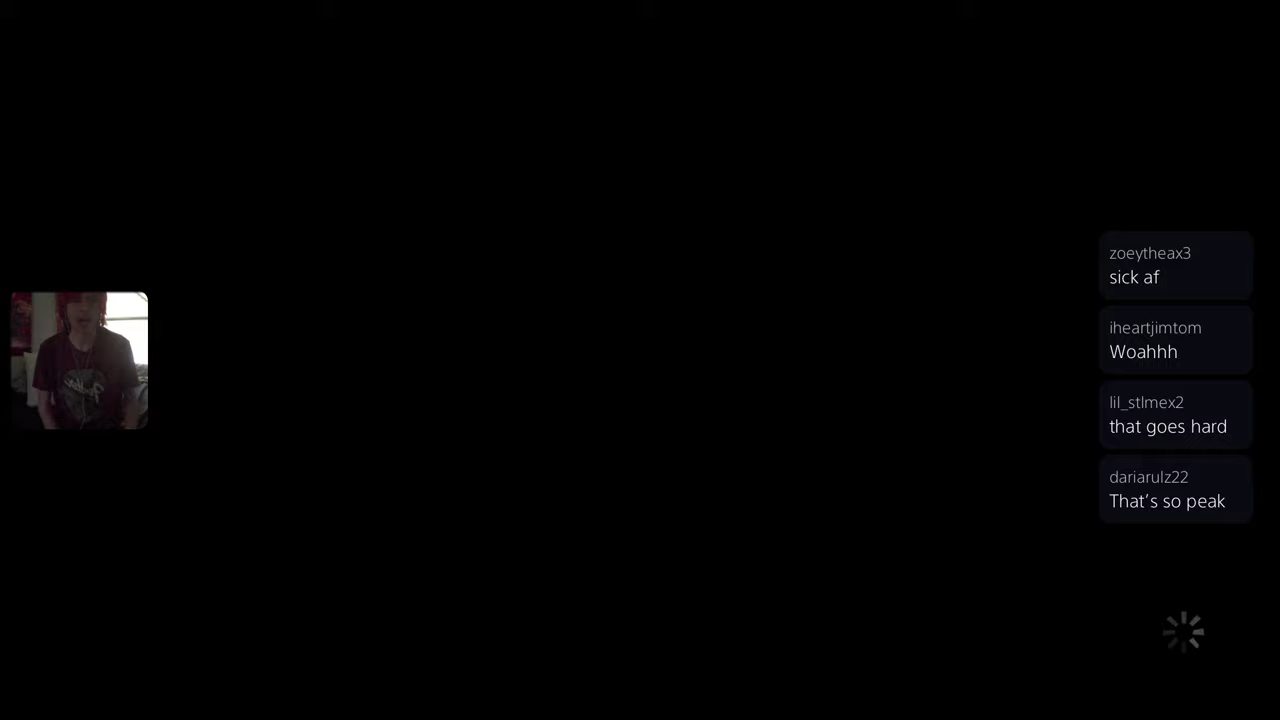 zoeytheax3
sick af
iheartjimtom
Woahhh
lil_stlmex2
that goes hard
dariarulz22
That's so peak